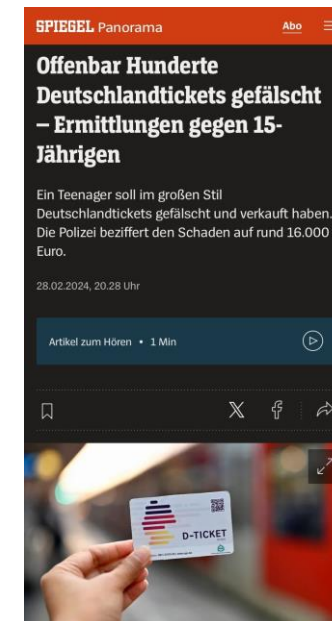 SPIEGEL Panorama
Abo
Offenbar Hunderte
Deutschlandtickets gefälscht
– Ermittlungen gegen 15-
Jährigen
Ein Teenager soll im großen Stil
Deutschlandtickets gefälscht und verkauft haben.
Die Polizei beziffert den Schaden auf rund 16.000
Euro.
28.02.2024, 20.28 Uhr
Artikel zum Hören • 1 Min
D-TICKET